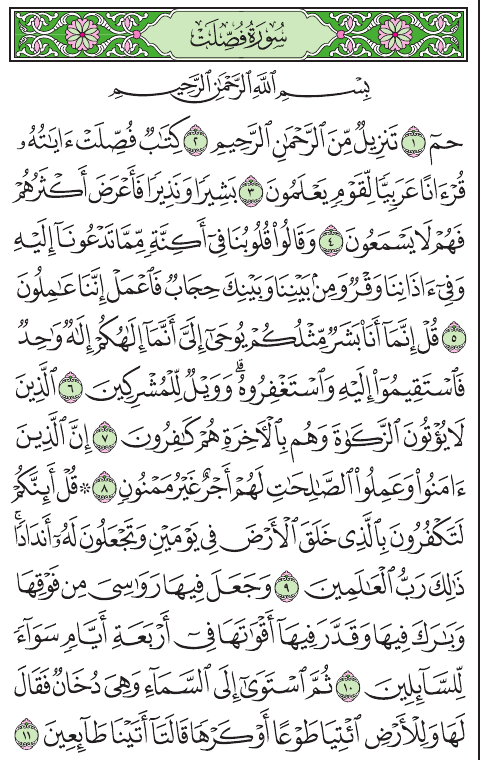 سُورَةُ فُصِّلَتْ
بِسْمِ ٱللَّهِ ٱلرَّحْمَٰنِ ٱلرَّحِيمِ
حمٓ ١ تَنزِيلٌ مِّنَ ٱلرَّحْمَٰنِ ٱلرَّحِيمِ ٢ كِتَٰبٌ فُصِّلَتْ ءَايَٰتُهُۥ
قُرْءَانًا عَرَبِيًّا لِّقَوْمٍ يَعْلَمُونَ ٣ بَشِيرًا وَنَذِيرًا فَأَعْرَضَ أَكْثَرُهُمْ
فَهُمْ لَا يَسْمَعُونَ ٤ وَقَالُوا۟ قُلُوبُنَا فِىٓ أَكِنَّةٍ مِّمَّا تَدْعُونَآ إِلَيْهِ
وَفِىٓ ءَاذَانِنَا وَقْرٌ وَمِنۢ بَيْنِنَا وَبَيْنِكَ حِجَابٌ فَٱعْمَلْ إِنَّنَا عَٰمِلُونَ
٥ قُلْ إِنَّمَآ أَنَا۠ بَشَرٌ مِّثْلُكُمْ يُوحَىٰٓ إِلَىَّ أَنَّمَآ إِلَٰهُكُمْ إِلَٰهٌ وَٰحِدٌ
فَٱسْتَقِيمُوٓا۟ إِلَيْهِ وَٱسْتَغْفِرُوهُ ۗ وَوَيْلٌ لِّلْمُشْرِكِينَ ٦ ٱلَّذِينَ
لَا يُؤْتُونَ ٱلزَّكَوٰةَ وَهُم بِٱلْءَاخِرَةِ هُمْ كَٰفِرُونَ ٧ إِنَّ ٱلَّذِينَ
ءَامَنُوا۟ وَعَمِلُوا۟ ٱلصَّٰلِحَٰتِ لَهُمْ أَجْرٌ غَيْرُ مَمْنُونٍ ٨ ۞ قُلْ أَئِنَّكُمْ
لَتَكْفُرُونَ بِٱلَّذِى خَلَقَ ٱلْأَرْضَ فِى يَوْمَيْنِ وَتَجْعَلُونَ لَهُۥٓ أَندَادًا ۚ
ذَٰلِكَ رَبُّ ٱلْعَٰلَمِينَ ٩ وَجَعَلَ فِيهَا رَوَٰسِىَ مِن فَوْقِهَا
وَبَٰرَكَ فِيهَا وَقَدَّرَ فِيهَآ أَقْوَٰتَهَا فِىٓ أَرْبَعَةِ أَيَّامٍ سَوَآءً
لِّلسَّآئِلِينَ ١٠ ثُمَّ ٱسْتَوَىٰٓ إِلَى ٱلسَّمَآءِ وَهِىَ دُخَانٌ فَقَالَ
لَهَا وَلِلْأَرْضِ ٱئْتِيَا طَوْعًا أَوْ كَرْهًا قَالَتَآ أَتَيْنَا طَآئِعِينَ ١١